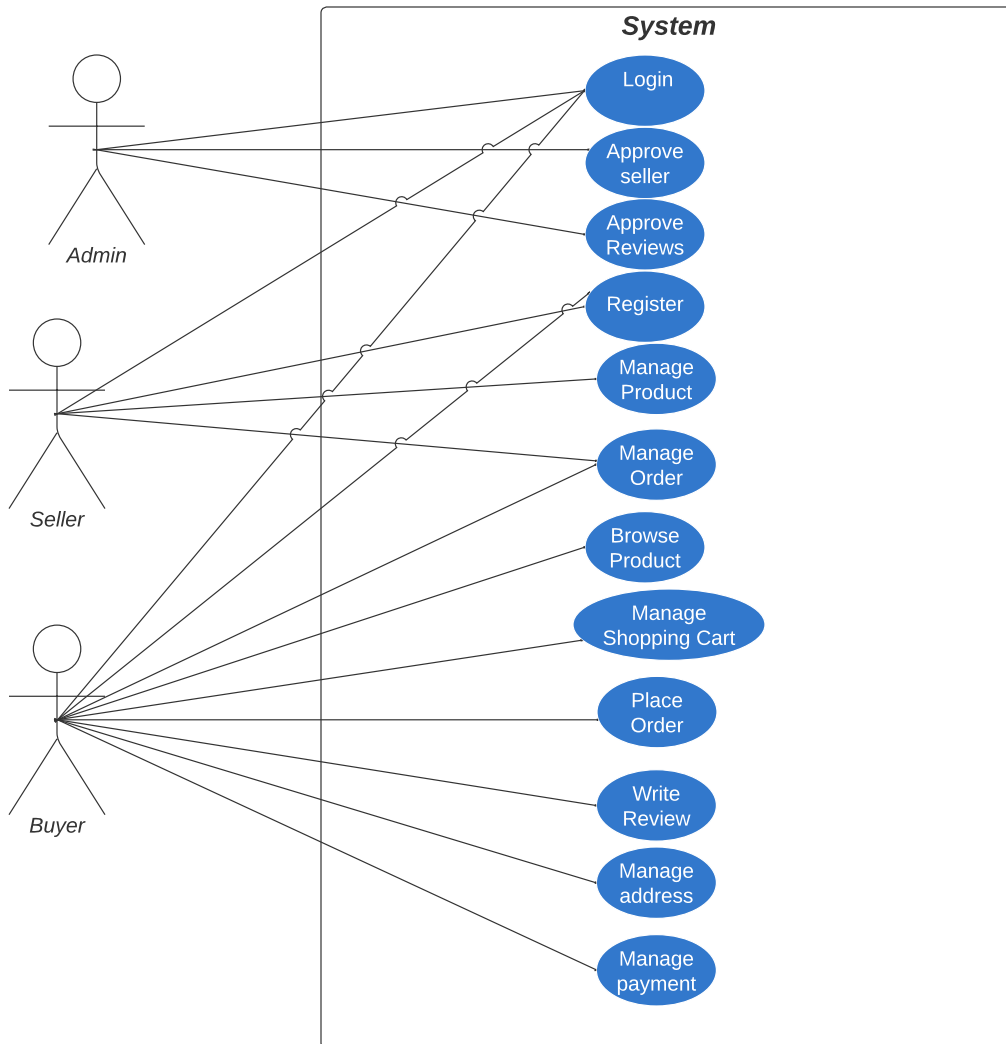 System
Login
Approve
seller
Approve
Reviews
Admin
Register
Manage
Product
Manage
Order
Seller
Browse
Product
Manage
Shopping Cart
Place
Order
Write
Review
Buyer
Manage
address
Manage
payment